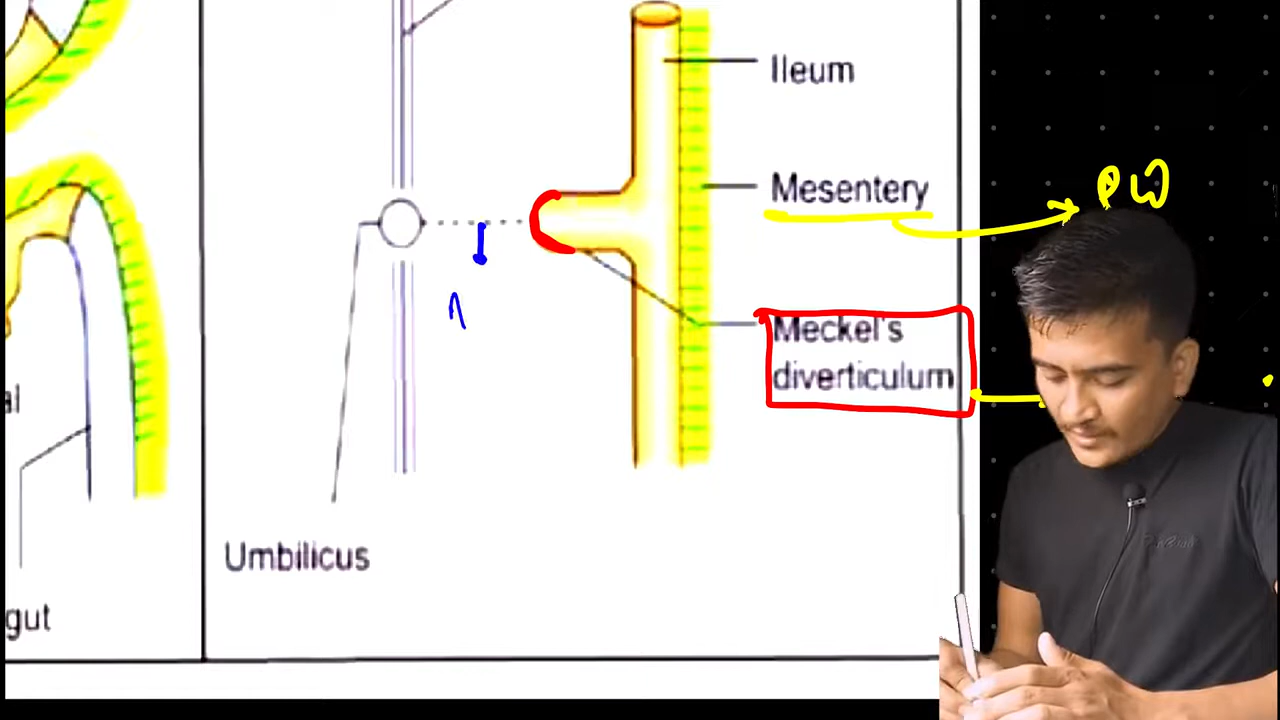 Ileum
Mesentery
PW
Meckel's
diverticulum
al
Umbilicus
gut